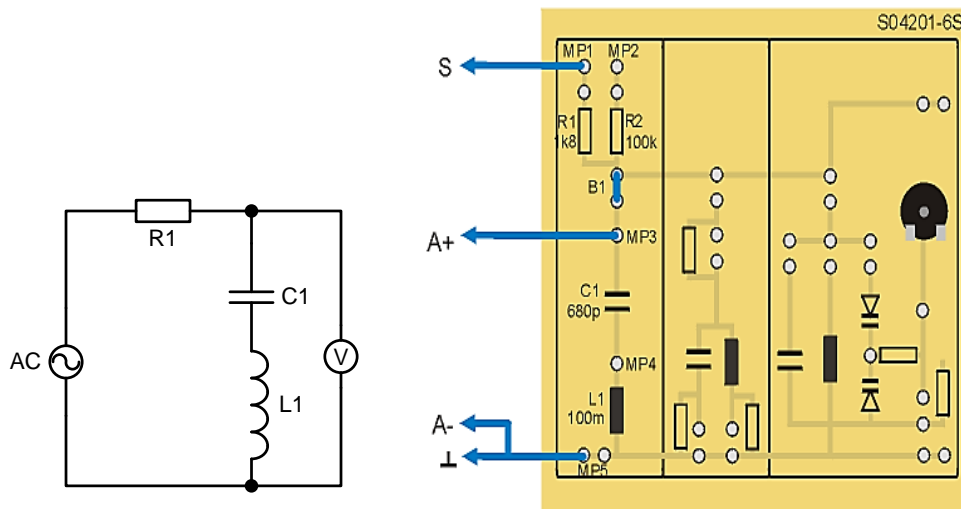 S04201-6S
MP1 MP2
S
R1
1k8
R2
100k
B1
A+
MP3
C1
680p
MP4
L1
100m
A-
⊥
MP5
R1
C1
AC
V
L1